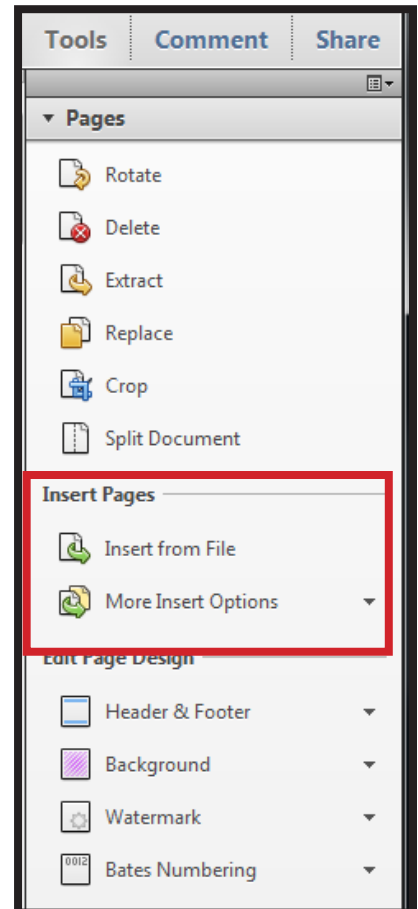 Tools Comment Share
Pages
Rotate
Delete
Extract
Replace
Crop
Split Document
Insert Pages
Insert from File
More Insert Options
Edit Page Design
Header & Footer
Background
Watermark
0012
Bates Numbering